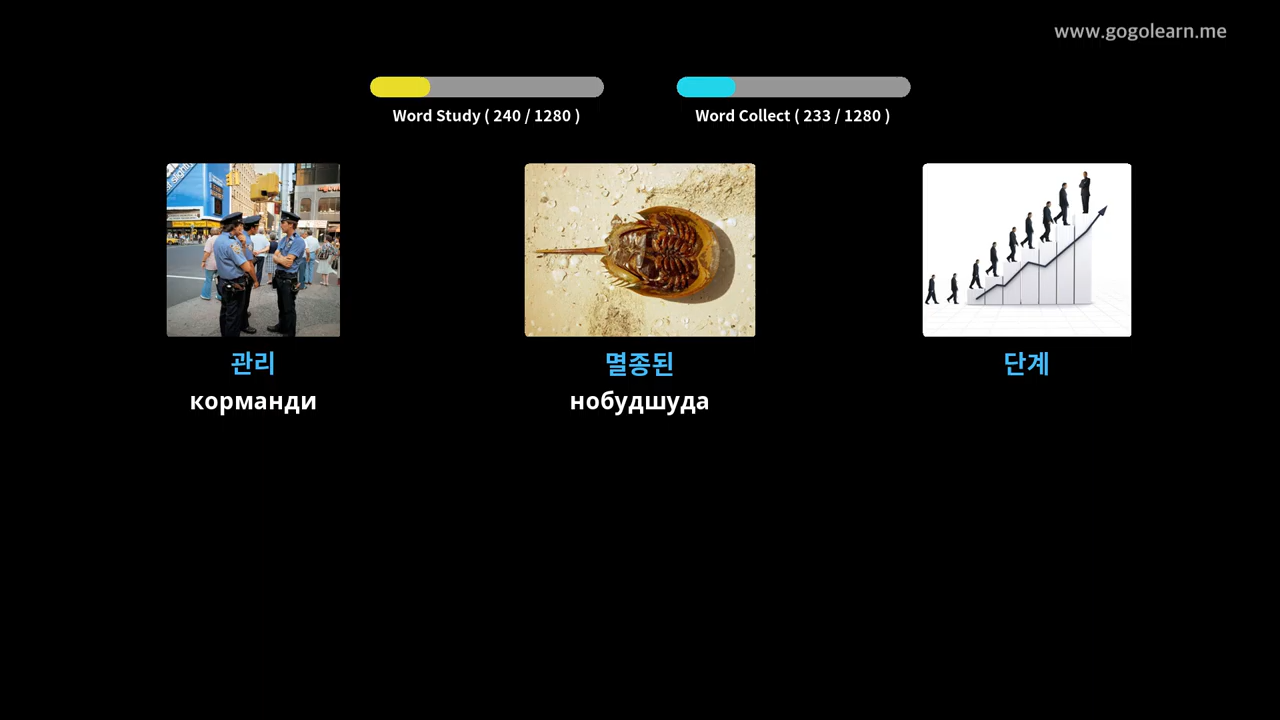 www.gogolearn.me
Word Study ( 240 / 1280 )
Word Collect ( 233 / 1280 )
관리
멸종된
단계
корманди
нобудшуда